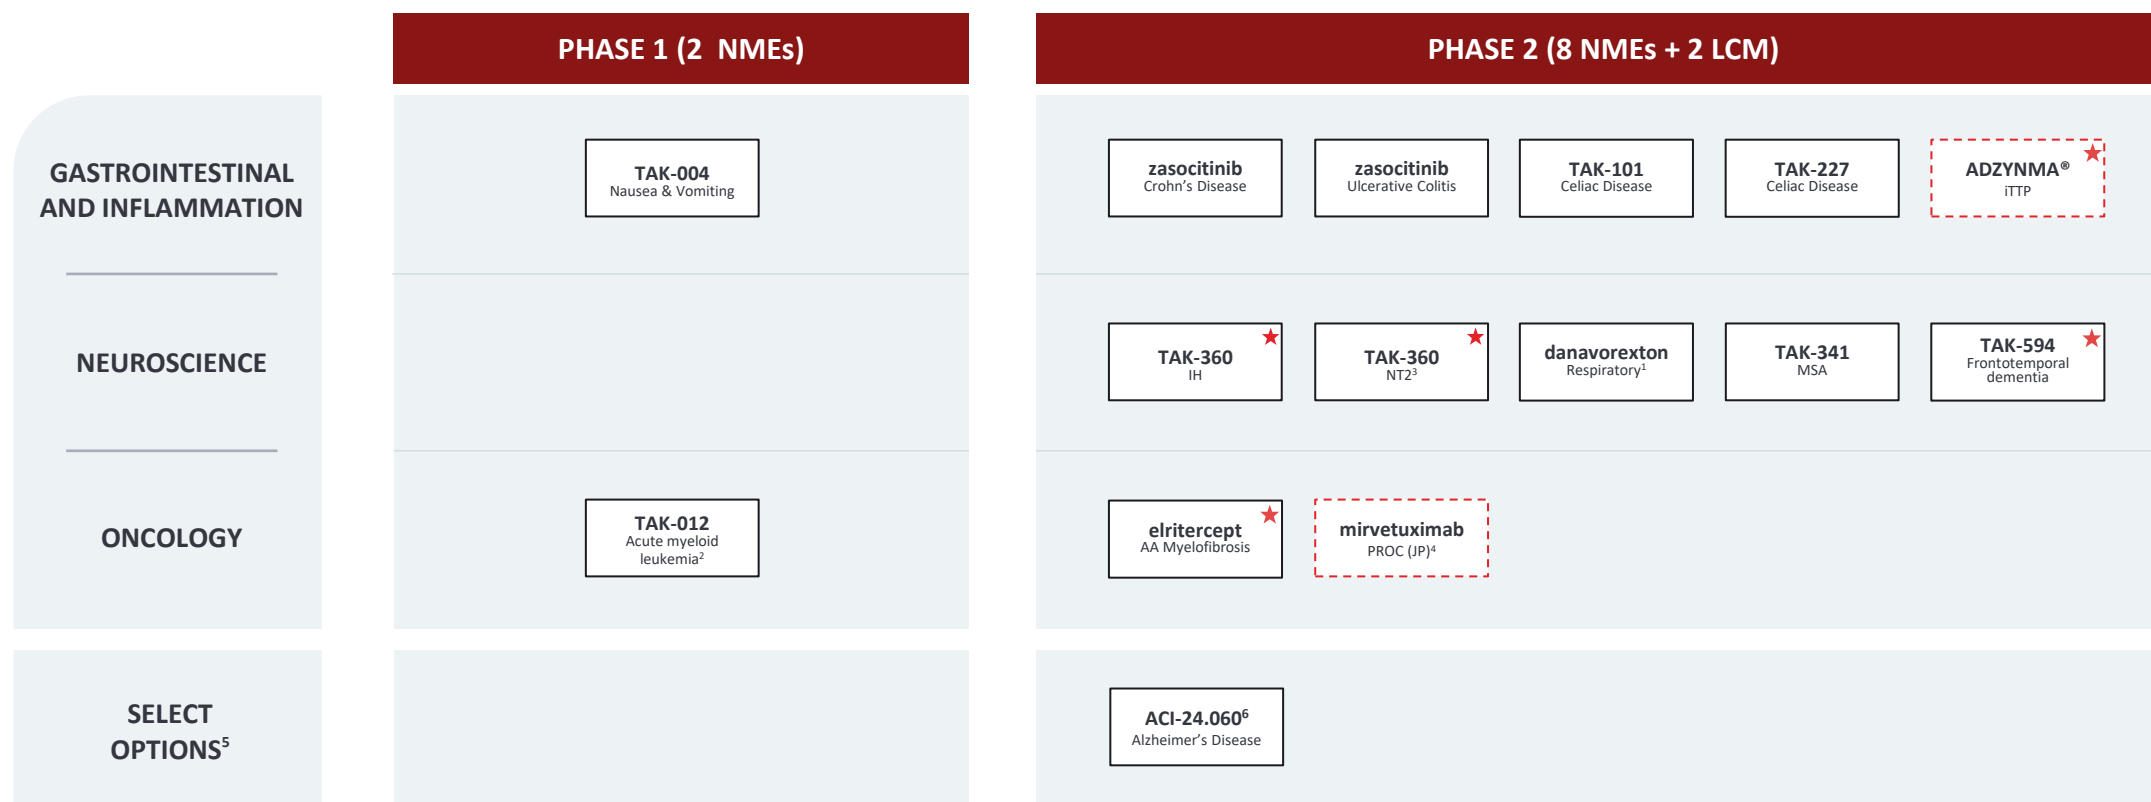 PHASE 1 (2 NMEs)
PHASE 2 (8 NMEs + 2 LCM)
GASTROINTESTINAL
AND INFLAMMATION
TAK-004
Nausea & Vomiting
zasocitinib
Crohn's Disease
zasocitinib
Ulcerative Colitis
TAK-101
Celiac Disease
TAK-227
Celiac Disease
ADZYNMA®
iTTP
NEUROSCIENCE
TAK-360
IH
TAK-360
NT2³
danavorexton
Respiratory¹
TAK-341
MSA
TAK-594
Frontotemporal
dementia
ONCOLOGY
TAK-012
Acute myeloid
leukemia²
elritercept
AA Myelofibrosis
mirvetuximab
PROC (JP)⁴
SELECT
OPTIONS⁵
ACI-24.060⁶
Alzheimer's Disease